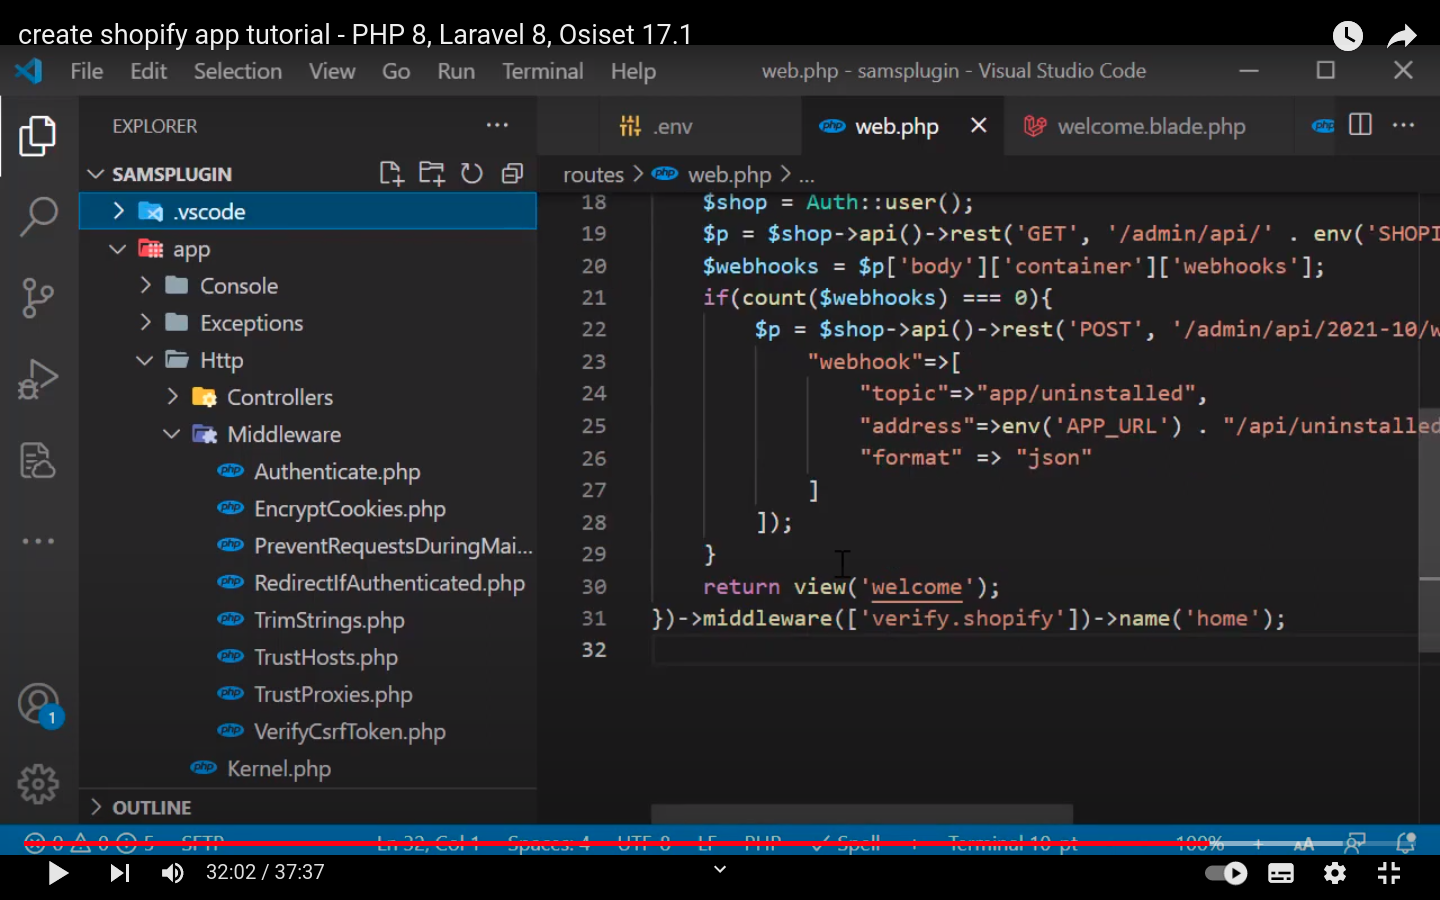 create shopify app tutorial - PHP 8, Laravel 8, Osiset 17.1
File Edit Selection View Go Run Terminal Help web.php - samsplugin - Visual Studio Code
EXPLORER
.env web.php welcome.blade.php
SAMSPLUGIN
routes > web.php > ...
.vscode
app
Console
Exceptions
Http
Controllers
Middleware
Authenticate.php
EncryptCookies.php
PreventRequestsDuringMai...
RedirectIfAuthenticated.php
TrimStrings.php
TrustHosts.php
TrustProxies.php
VerifyCsrfToken.php
Kernel.php
OUTLINE
18 $shop = Auth::user();
19 $p = $shop->api()->rest('GET', '/admin/api/' . env('SHOPI
20 $webhooks = $p['body']['container']['webhooks'];
21 if(count($webhooks) === 0){
22 $p = $shop->api()->rest('POST', '/admin/api/2021-10/w
23 "webhook"=>[
24 "topic"=>"app/uninstalled",
25 "address"=>env('APP_URL') . "/api/uninstalled
26 "format" => "json"
27 ]
28 ]);
29 }
30 return view('welcome');
31 })->middleware(['verify.shopify'])->name('home');
32
1
0 0 5 SFTP Ln 32, Col 1 Spaces: 4 UTF-8 LF PHP Spell Terminal 10 pt 100% + AA
32:02 / 37:37